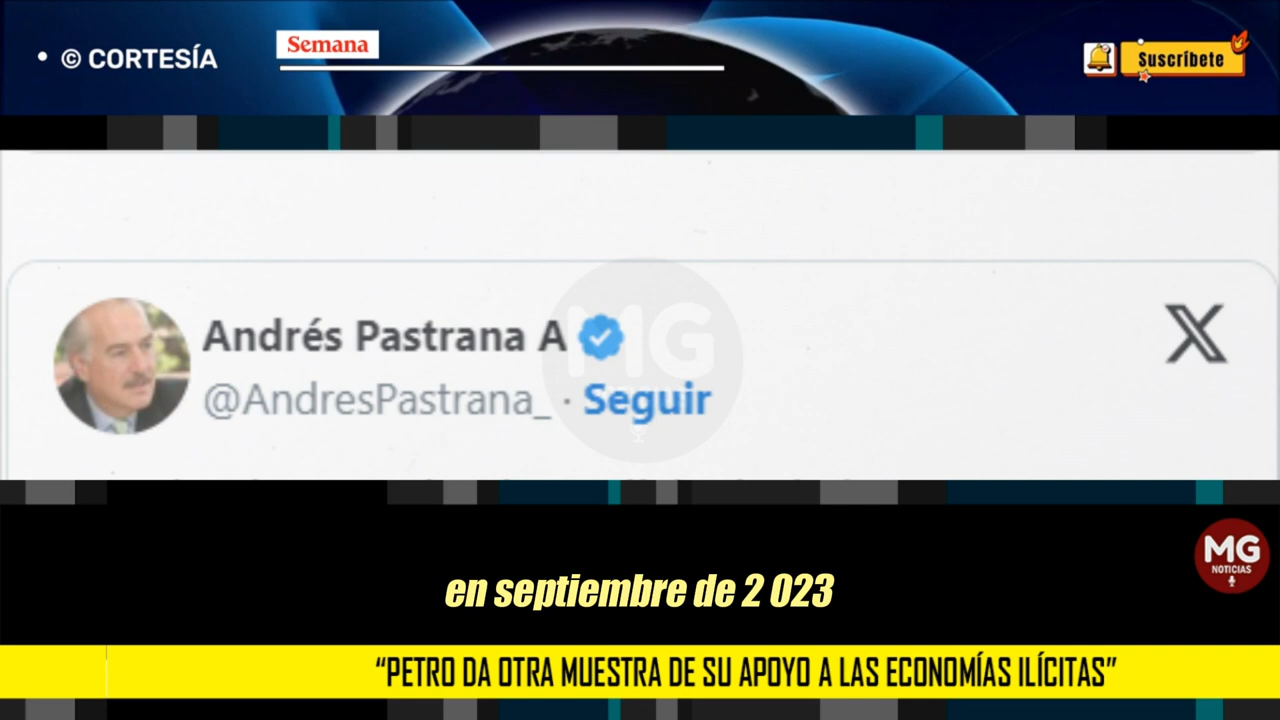 • © CORTESÍA
Semana
Suscríbete
Andrés Pastrana A
@AndresPastrana_ · Seguir
MG
MG
NOTICIAS
en septiembre de 2 023
“PETRO DA OTRA MUESTRA DE SU APOYO A LAS ECONOMÍAS ILÍCITAS”